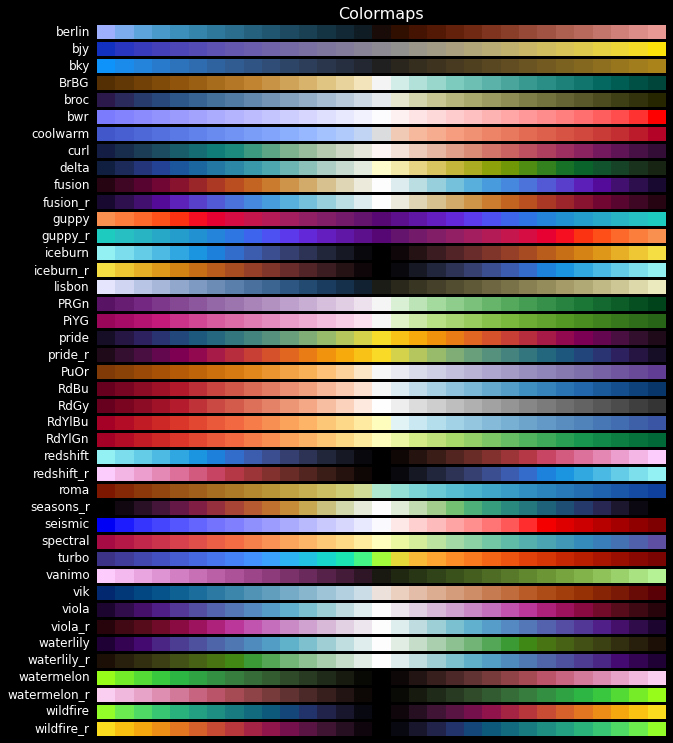 Colormaps
berlin
bjy
bky
BrBG
broc
bwr
coolwarm
curl
delta
fusion
fusion_r
guppy
guppy_r
iceburn
iceburn_r
lisbon
PRGn
PiYG
pride
pride_r
PuOr
RdBu
RdGy
RdYlBu
RdYlGn
redshift
redshift_r
roma
seasons_r
seismic
spectral
turbo
vanimo
vik
viola
viola_r
waterlily
waterlily_r
watermelon
watermelon_r
wildfire
wildfire_r